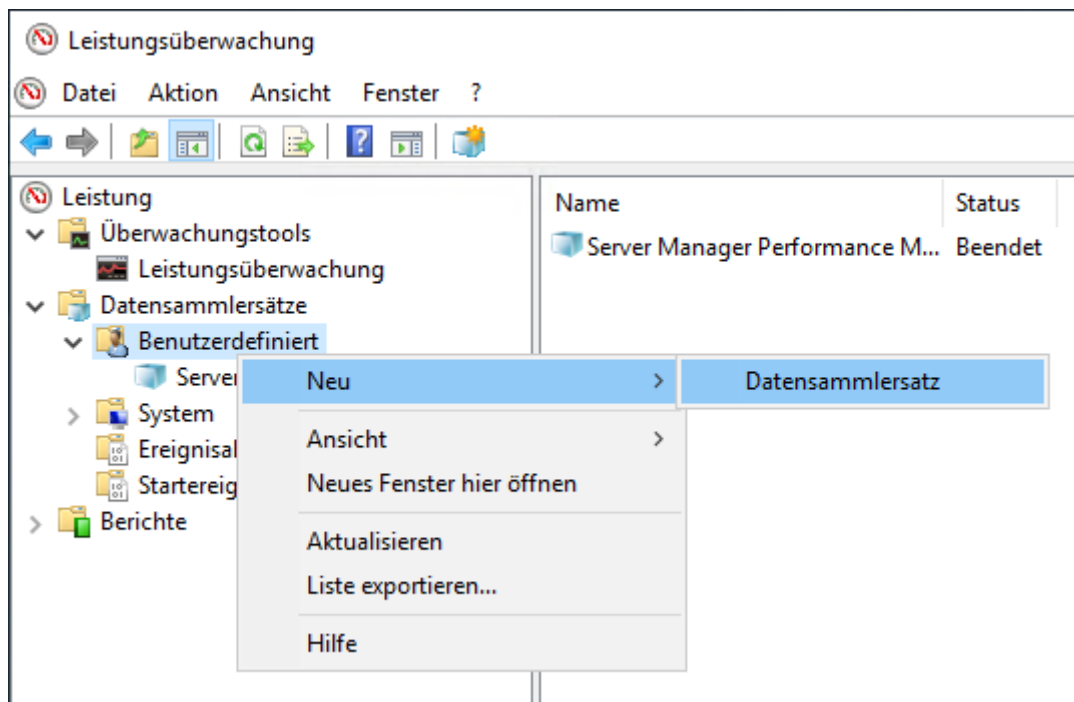 Leistungsüberwachung
Datei Aktion Ansicht Fenster ?
Leistung
Überwachungstools
Leistungsüberwachung
Datensammlersätze
Benutzerdefiniert
Server
System
Ereignisal
Startereig
Berichte
Name Status
Server Manager Performance M... Beendet
Neu
Ansicht
Neues Fenster hier öffnen
Aktualisieren
Liste exportieren...
Hilfe
Datensammlersatz